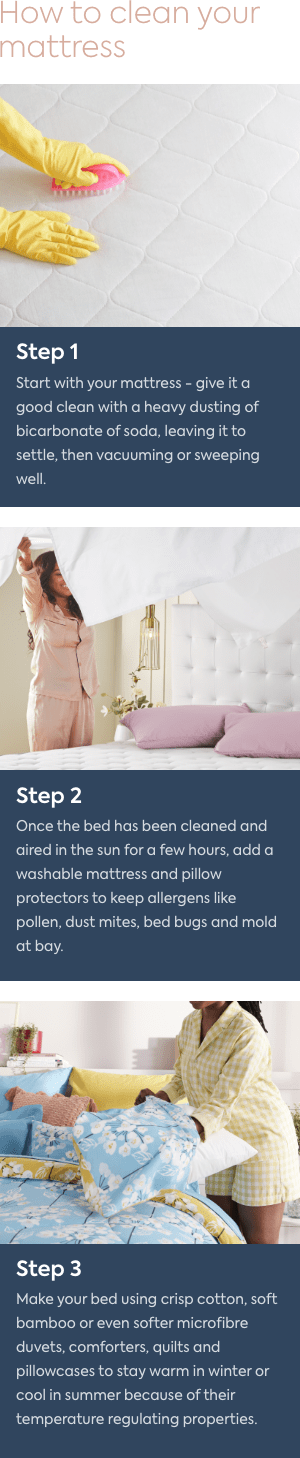 How to clean your
mattress
Step 1
Start with your mattress - give it a
good clean with a heavy dusting of
bicarbonate of soda, leaving it to
settle, then vacuuming or sweeping
well.
Step 2
Once the bed has been cleaned and
aired in the sun for a few hours, add a
washable mattress and pillow
protectors to keep allergens like
pollen, dust mites, bed bugs and mold
at bay.
Step 3
Make your bed using crisp cotton, soft
bamboo or even softer microfibre
duvets, comforters, quilts and
pillowcases to stay warm in winter or
cool in summer because of their
temperature regulating properties.